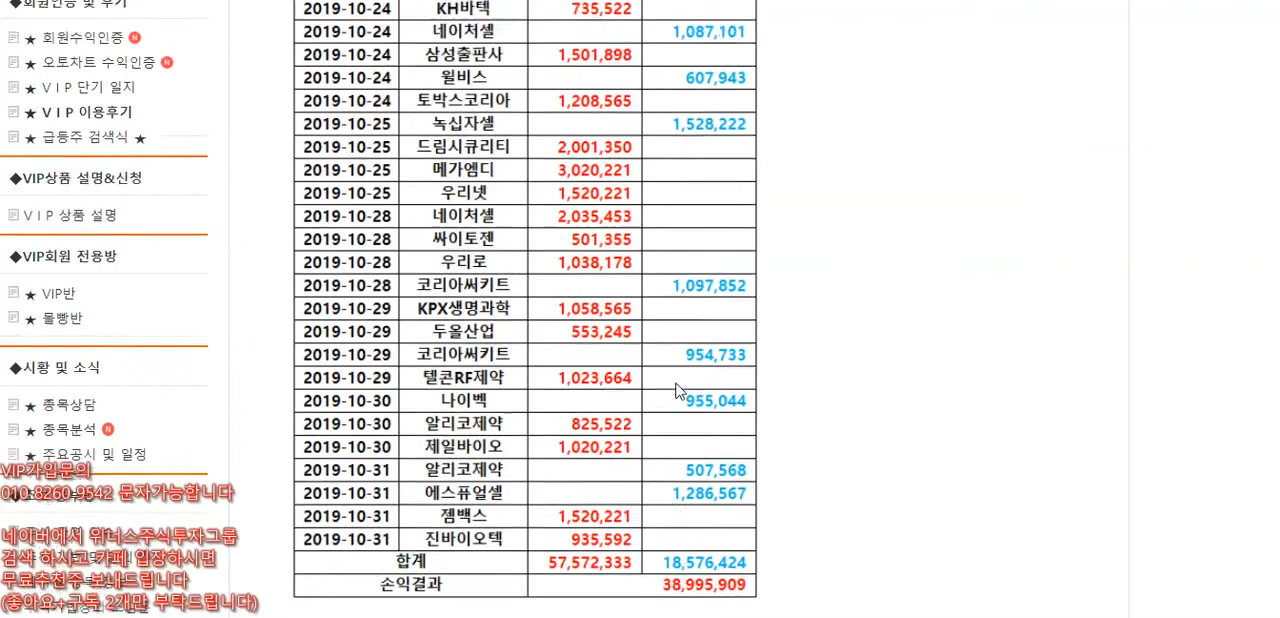 ◆회원인증 및 후기
★ 회원수익인증 N
★ 오토차트 수익인증 N
★ V I P 단기 일지
★ V I P 이용후기
★ 급등주 검색식 ★
◆VIP상품 설명&신청
V I P 상품 설명
◆VIP회원 전용방
★ VIP반
★ 몰빵반
◆시황 및 소식
★ 종목상담
★ 종목분석 N
★ 주요공시 및 일정
VIP가입문의
010 8260 9542 문자가능합니다
네이버에서 위너스주식투자그룹
검색 하시고 카페 입장하시면
무료추천주 보내드립니다
(좋아요+구독 2개만 부탁드립니다)
2019-10-24 KH바텍 735,522
2019-10-24 네이처셀 1,087,101
2019-10-24 삼성출판사 1,501,898
2019-10-24 윌비스 607,943
2019-10-24 토박스코리아 1,208,565
2019-10-25 녹십자셀 1,528,222
2019-10-25 드림시큐리티 2,001,350
2019-10-25 메가엠디 3,020,221
2019-10-25 우리넷 1,520,221
2019-10-28 네이처셀 2,035,453
2019-10-28 싸이토젠 501,355
2019-10-28 우리로 1,038,178
2019-10-28 코리아써키트 1,097,852
2019-10-29 KPX생명과학 1,058,565
2019-10-29 두올산업 553,245
2019-10-29 코리아써키트 954,733
2019-10-29 텔콘RF제약 1,023,664
2019-10-30 나이벡 955,044
2019-10-30 알리코제약 825,522
2019-10-30 제일바이오 1,020,221
2019-10-31 알리코제약 507,568
2019-10-31 에스퓨얼셀 1,286,567
2019-10-31 젬백스 1,520,221
2019-10-31 진바이오텍 935,592
합계 57,572,333 18,576,424
손익결과 38,995,909